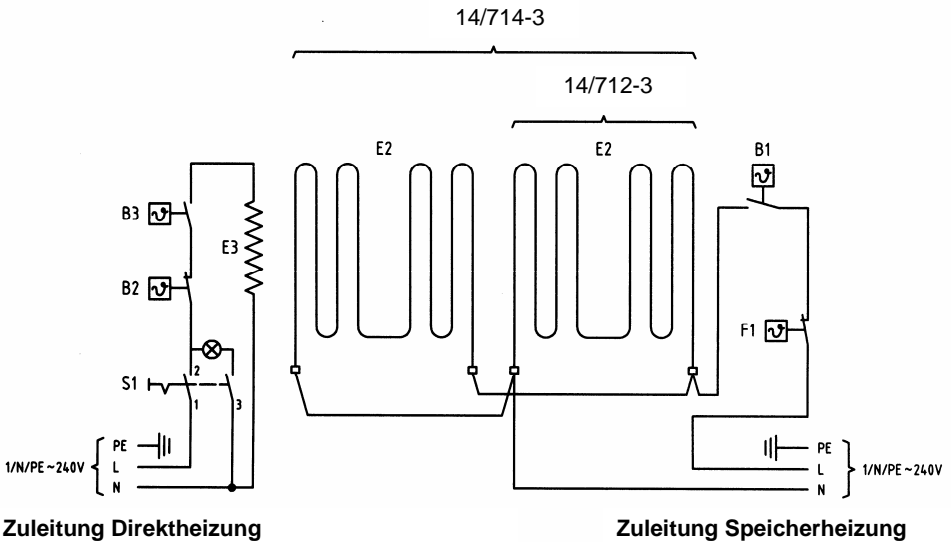 14/714-3
14/712-3
E2
E2
B1
B3
E3
B2
F1
S1
2
1
3
PE
L
N
1/N/PE ~ 240V
PE
L
N
1/N/PE ~ 240V
Zuleitung Direktheizung
Zuleitung Speicherheizung